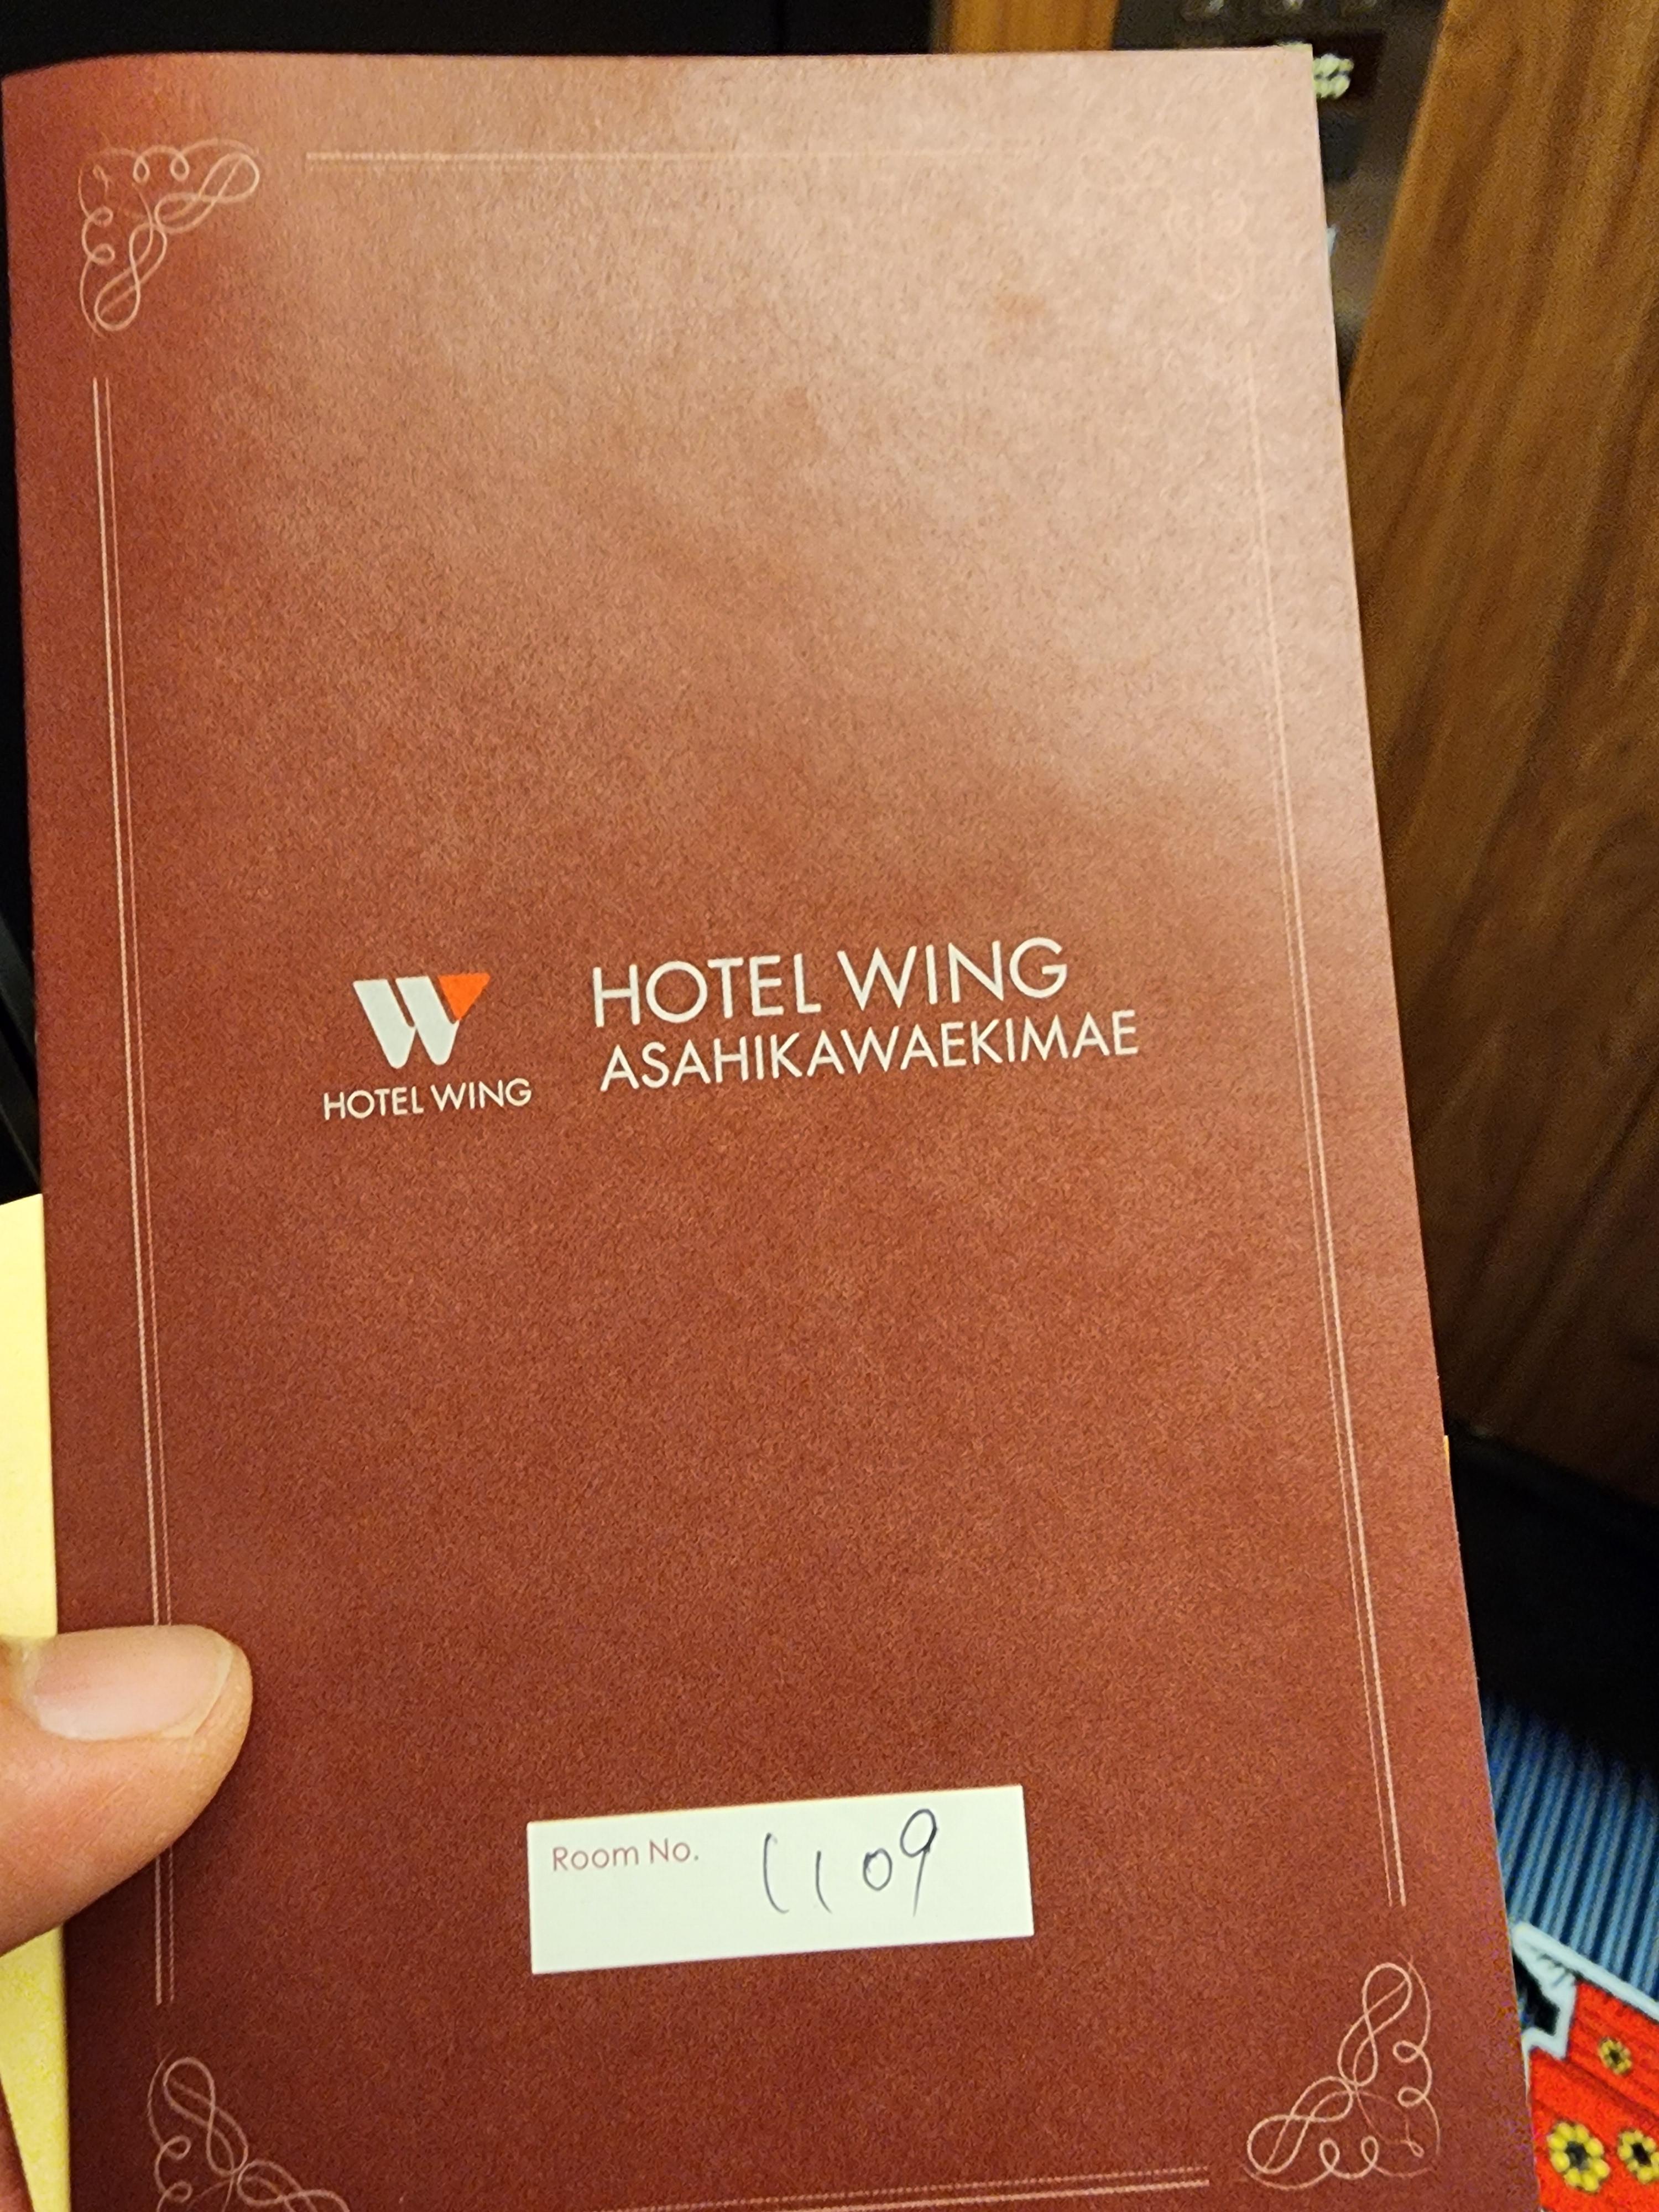 HOTEL WING
HOTEL WING
ASAHIKAWAEKIMAE
Room No. 1109